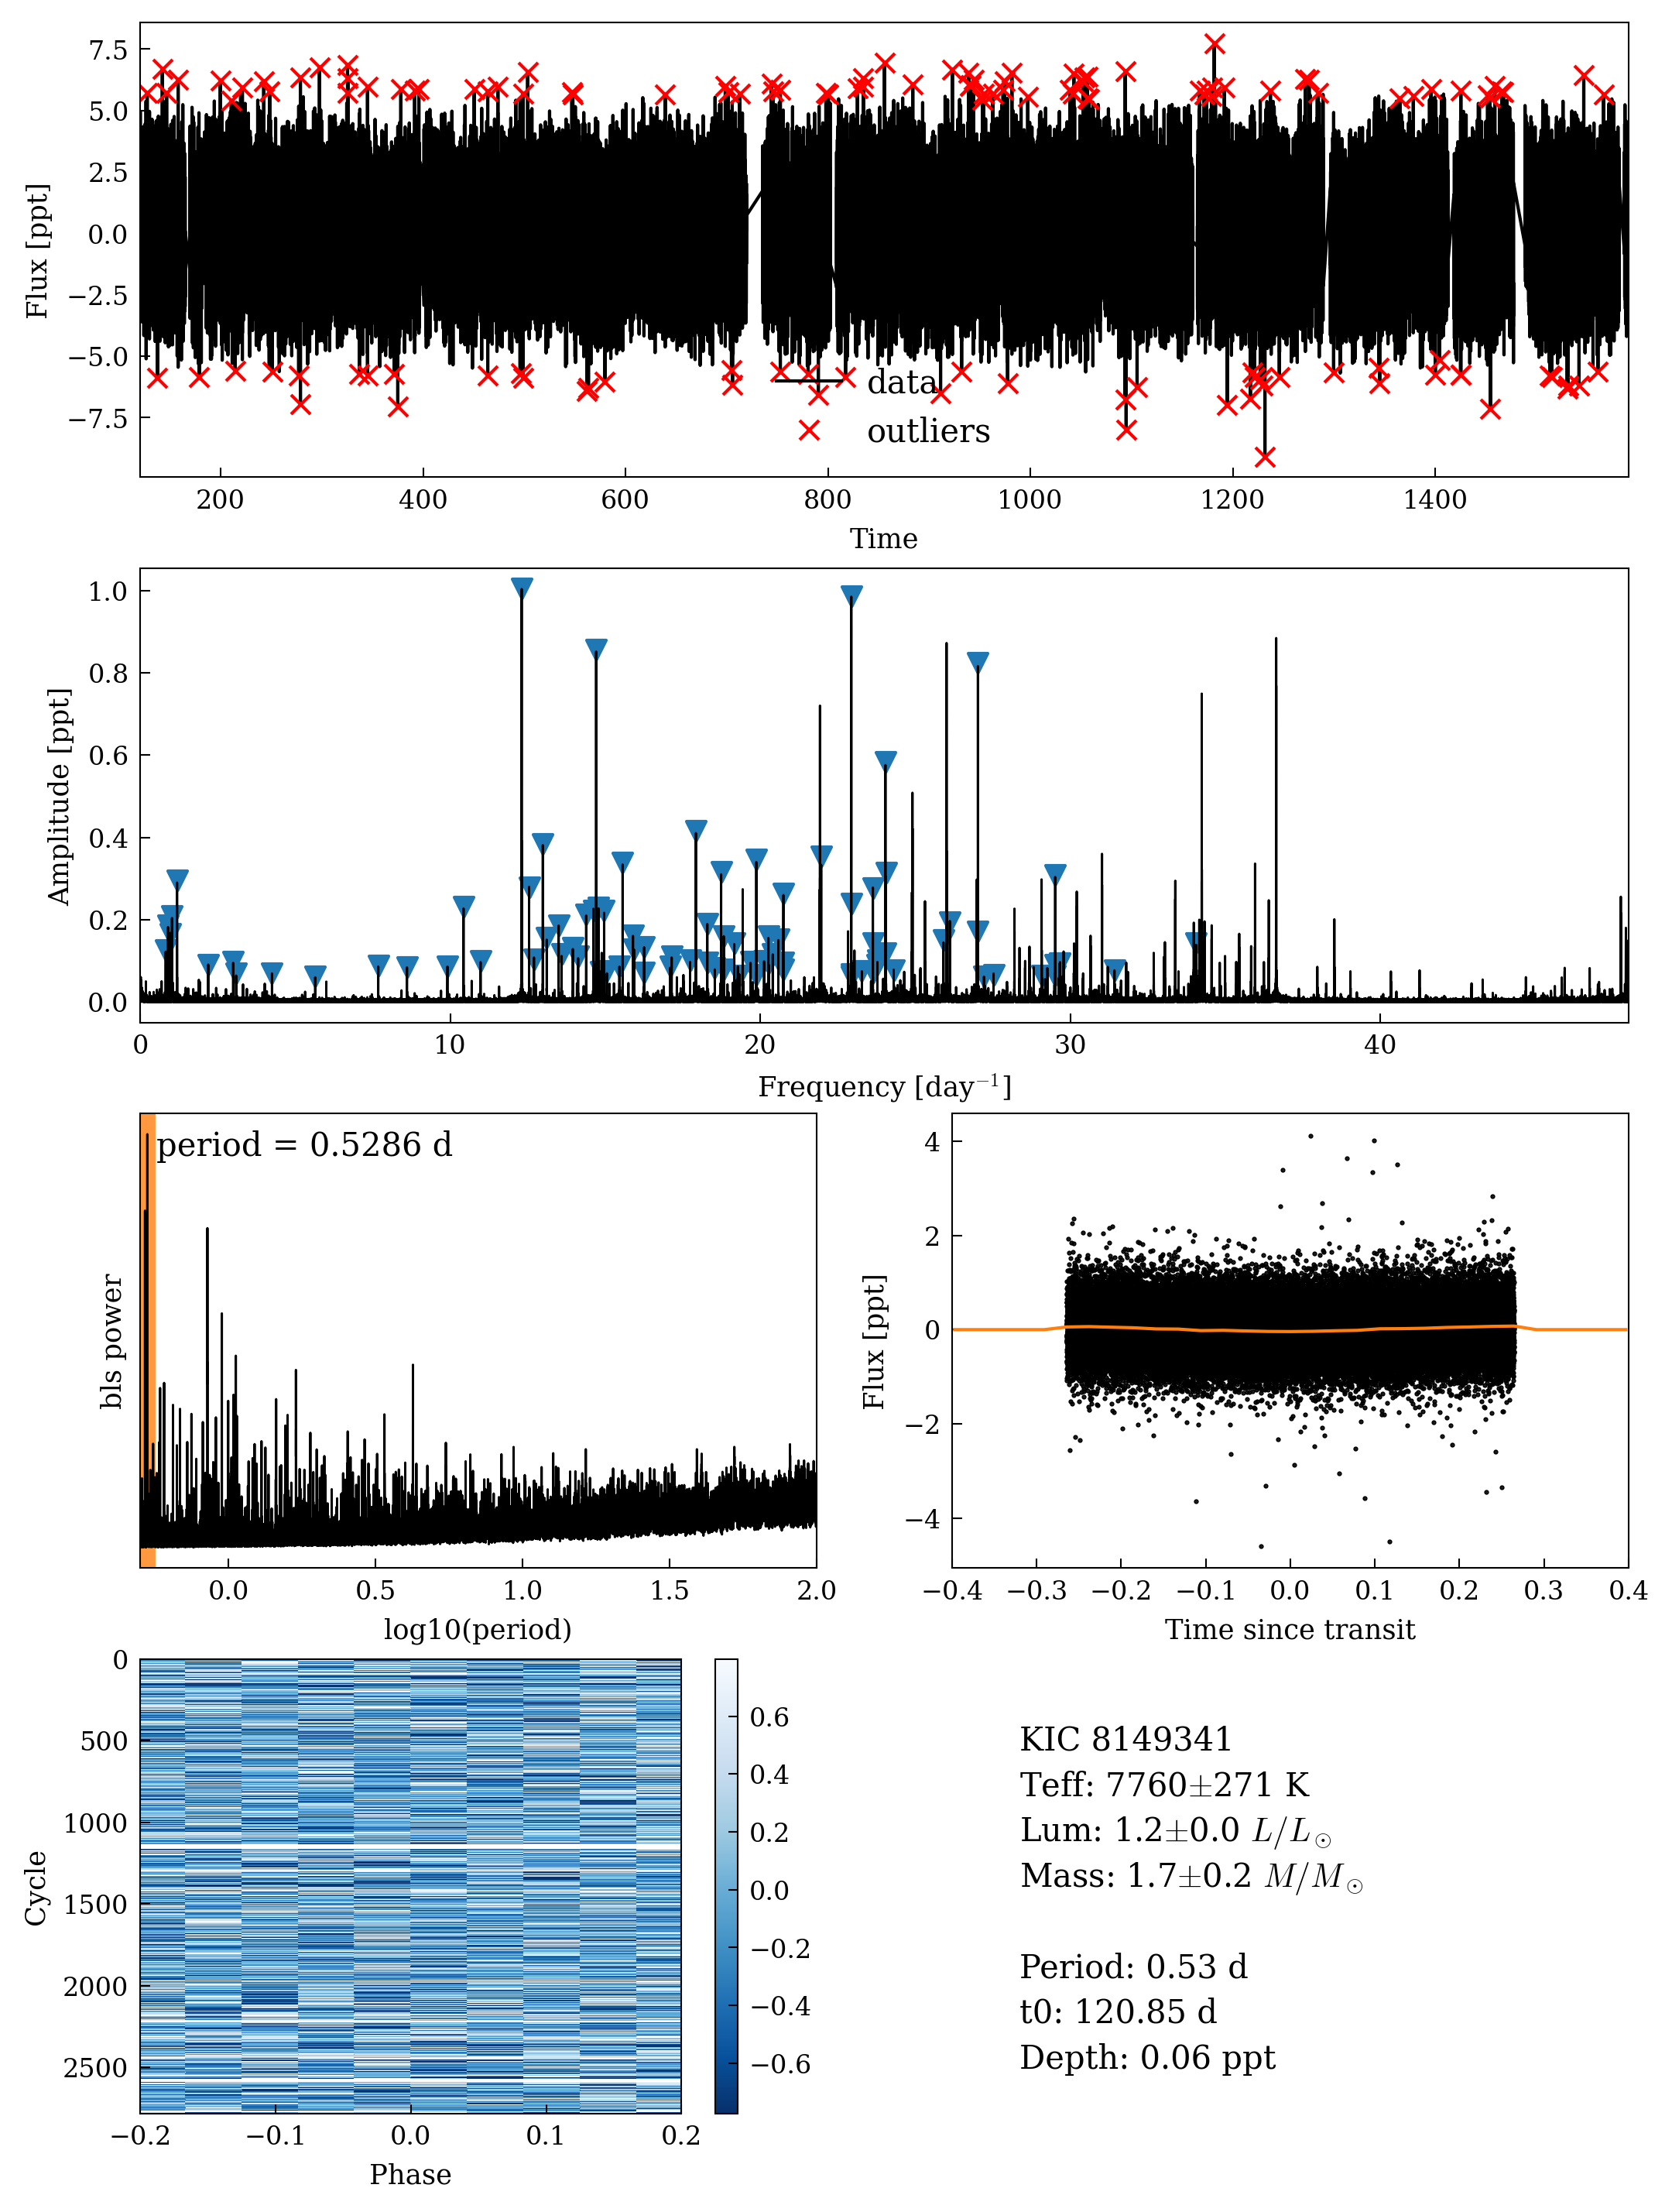 7.5
5.0
2.5
0.0
−2.5
−5.0
−7.5
Flux [ppt]
data
outliers
200 400 600 800 1000 1200 1400
Time
1.0
0.8
0.6
0.4
0.2
0.0
Amplitude [ppt]
0 10 20 30 40
Frequency [day⁻¹]
period = 0.5286 d
bls power
0.0 0.5 1.0 1.5 2.0
log10(period)
4
2
0
−2
−4
Flux [ppt]
−0.4 −0.3 −0.2 −0.1 0.0 0.1 0.2 0.3 0.4
Time since transit
0
500
1000
1500
2000
2500
Cycle
−0.2 −0.1 0.0 0.1 0.2
Phase
0.6
0.4
0.2
0.0
−0.2
−0.4
−0.6
KIC 8149341
Teff: 7760±271 K
Lum: 1.2±0.0 L/L☉
Mass: 1.7±0.2 M/M☉
Period: 0.53 d
t0: 120.85 d
Depth: 0.06 ppt